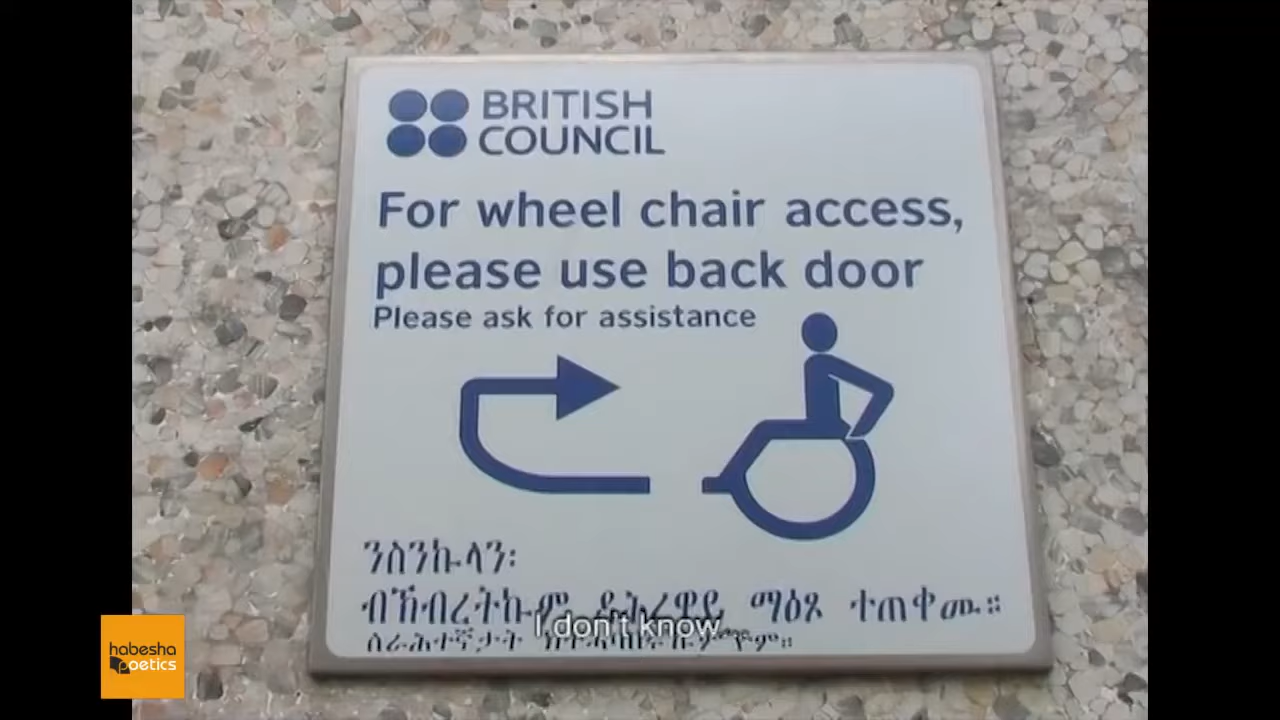 BRITISH
COUNCIL
For wheel chair access,
please use back door
Please ask for assistance
ንስንኩላን፡
ብኽብረትኩም ድሕረዋይ ማዕጾ ተጠቀሙ።
I don't know
habesha
poetics